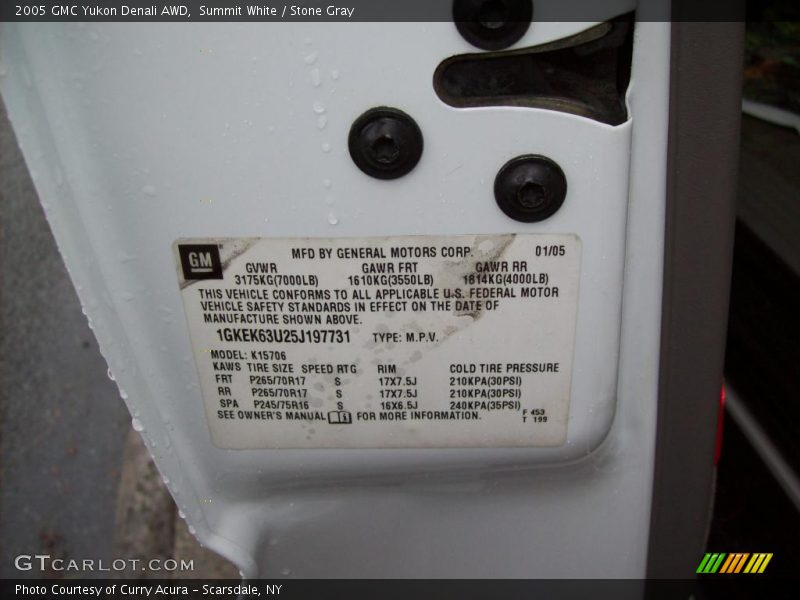 2005 GMC Yukon Denali AWD,  Summit White / Stone Gray
GM
MFD BY GENERAL MOTORS CORP. 01/05
GVWR GAWR FRT GAWR RR
3175KG(7000LB) 1610KG(3550LB) 1814KG(4000LB)
THIS VEHICLE CONFORMS TO ALL APPLICABLE U.S. FEDERAL MOTOR
VEHICLE SAFETY STANDARDS IN EFFECT ON THE DATE OF
MANUFACTURE SHOWN ABOVE.
1GKEK63U25J197731 TYPE: M.P.V.
MODEL: K15706
KAWS TIRE SIZE SPEED RTG RIM COLD TIRE PRESSURE
FRT P265/70R17 S 17X7.5J 210KPA(30PSI)
RR P265/70R17 S 17X7.5J 210KPA(30PSI)
SPA P245/75R16 S 16X6.5J 240KPA(35PSI)
SEE OWNER'S MANUAL FOR MORE INFORMATION.
F 453
T 199
GTCARLOT.COM
Photo Courtesy of Curry Acura - Scarsdale, NY